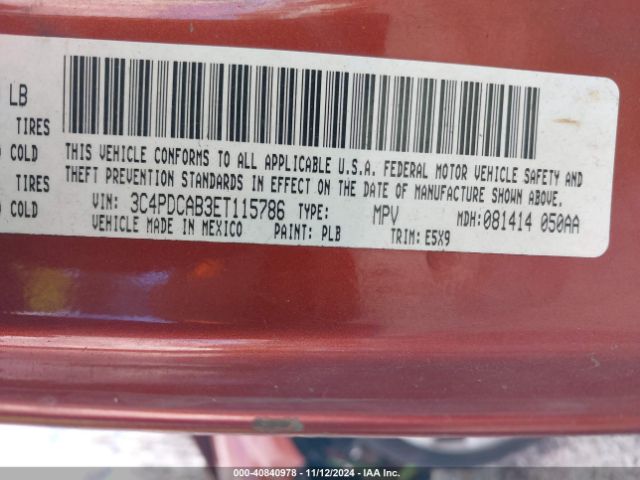 LB
TIRES
COLD
TIRES
COLD
THIS VEHICLE CONFORMS TO ALL APPLICABLE U.S.A. FEDERAL MOTOR VEHICLE SAFETY AND
THEFT PREVENTION STANDARDS IN EFFECT ON THE DATE OF MANUFACTURE SHOWN ABOVE.
VIN: 3C4PDCAB3ET115786 TYPE: MPV MDH:081414 050AA
VEHICLE MADE IN MEXICO PAINT: PLB TRIM: E5X9
000-40840978 - 11/12/2024 - IAA Inc.